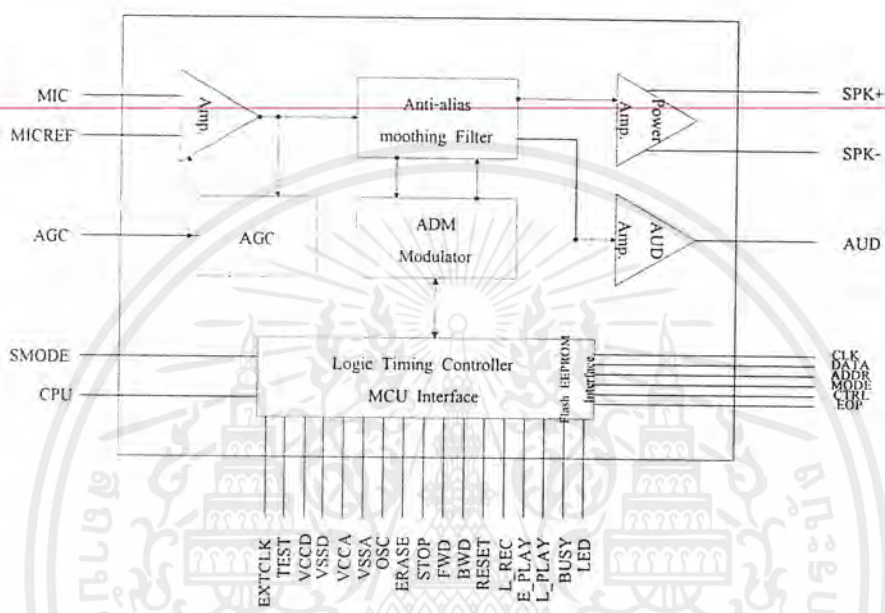 MIC
MICREF
AGC
SMODE
CPU
Amp.
Anti-alias
moothing Filter
Power
Amp.
AGC
ADM
Modulator
AUD
Amp.
Logic Timing Controller
MCU Interface
Flash EEPROM
Interface
SPK+
SPK-
AUD
CLK
DATA
ADDR
MODE
CTRL
EOP
EXTCLK
TEST
VCCD
VSSD
VCCA
VSSA
OSC
ERASE
STOP
FWD
BWD
RESET
L_REC
E_PLAY
L_PLAY
BUSY
LED